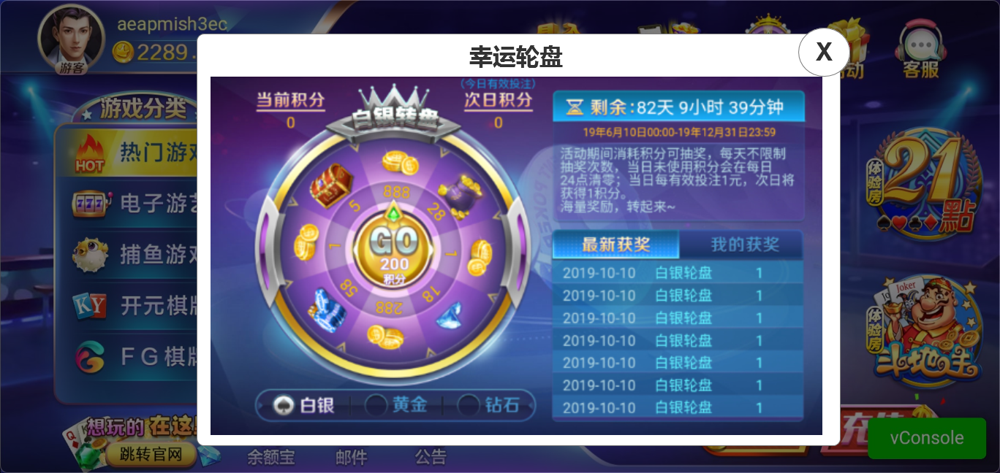 aeapmish3ec
2289.
游客
动
客服
幸运轮盘
X
游戏分类
HOT
热门游戏
777
电子游艺
捕鱼游戏
KY
开元棋牌
FG棋牌
想玩的 在这!
跳转官网
当前积分
0
(今日有效投注)
次日积分
0
白银转盘
888
28
1
18
288
58
1
5
GO
200
积分
白银
黄金
钻石
剩余:82天 9小时 39分钟
19年6月10日00:00-19年12月31日23:59
活动期间消耗积分可抽奖，每天不限制
抽奖次数，当日未使用积分会在每日
24点清零；当日每有效投注1元，次日将
获得1积分。
海量奖励，转起来~
最新获奖
我的获奖
2019-10-10 白银轮盘 1
2019-10-10 白银轮盘 1
2019-10-10 白银轮盘 1
2019-10-10 白银轮盘 1
2019-10-10 白银轮盘 1
2019-10-10 白银轮盘 1
2019-10-10 白银轮盘 1
体验房
21
點
Joker
体验房
斗地主
余额宝
邮件
公告
充值
vConsole